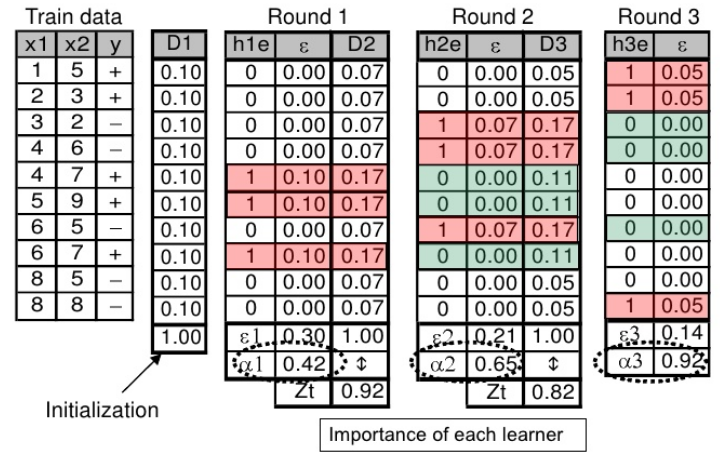 Train data Round 1 Round 2 Round 3
x1 x2 y D1 h1e ε D2 h2e ε D3 h3e ε
1 5 + 0.10 0 0.00 0.07 0 0.00 0.05 1 0.05
2 3 + 0.10 0 0.00 0.07 0 0.00 0.05 1 0.05
3 2 − 0.10 0 0.00 0.07 1 0.07 0.17 0 0.00
4 6 − 0.10 0 0.00 0.07 1 0.07 0.17 0 0.00
4 7 + 0.10 1 0.10 0.17 0 0.00 0.11 0 0.00
5 9 + 0.10 1 0.10 0.17 0 0.00 0.11 0 0.00
6 5 − 0.10 0 0.00 0.07 1 0.07 0.17 0 0.00
6 7 + 0.10 1 0.10 0.17 0 0.00 0.11 0 0.00
8 5 − 0.10 0 0.00 0.07 0 0.00 0.05 0 0.00
8 8 − 0.10 0 0.00 0.07 0 0.00 0.05 1 0.05
1.00 ε1 0.30 1.00 ε2 0.21 1.00 ε3 0.14
α1 0.42 ⇕ α2 0.65 ⇕ α3 0.92
Zt 0.92 Zt 0.82
Initialization
Importance of each learner